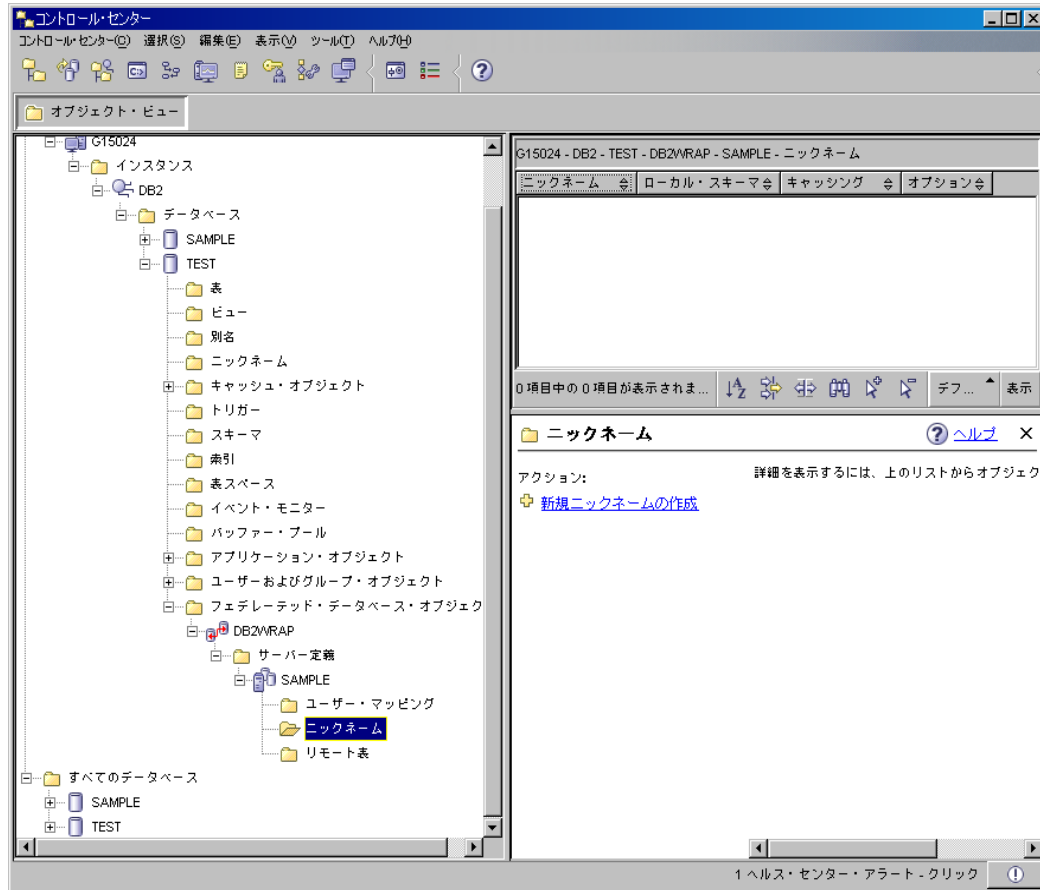 コントロール・センター
コントロール・センター(C) 選択(S) 編集(E) 表示(V) ツール(T) ヘルプ(H)
オブジェクト・ビュー
G15024
インスタンス
DB2
データベース
SAMPLE
TEST
表
ビュー
別名
ニックネーム
キャッシュ・オブジェクト
トリガー
スキーマ
索引
表スペース
イベント・モニター
バッファー・プール
アプリケーション・オブジェクト
ユーザーおよびグループ・オブジェクト
フェデレーテッド・データベース・オブジェク
DB2WRAP
サーバー定義
SAMPLE
ユーザー・マッピング
ニックネーム
リモート表
すべてのデータベース
SAMPLE
TEST
G15024 - DB2 - TEST - DB2WRAP - SAMPLE - ニックネーム
ニックネーム ローカル・スキーマ キャッシング オプション
0 項目中の 0 項目が表示されま... デフ... 表示
ニックネーム ヘルプ
アクション:
新規ニックネームの作成
詳細を表示するには、上のリストからオブジェク
1 ヘルス・センター・アラート - クリック